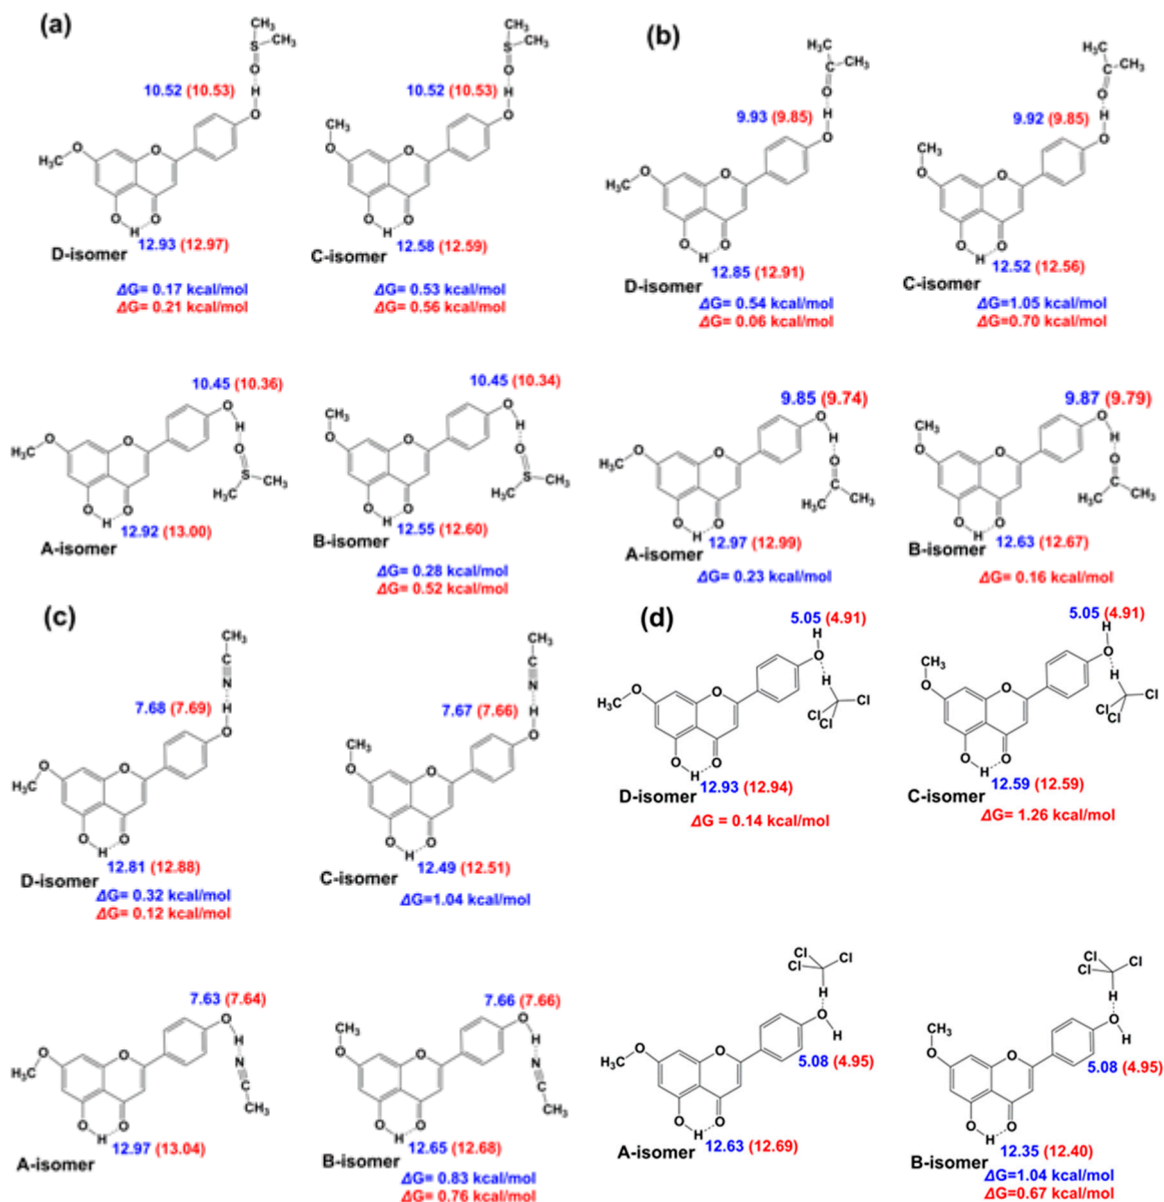 (a)
CH₃
S-CH₃
O
H
O
10.52 (10.53)
O
H₃C
O
O
H
O
D-isomer
12.93 (12.97)
ΔG= 0.17 kcal/mol
ΔG= 0.21 kcal/mol
CH₃
S-CH₃
O
H
O
10.52 (10.53)
CH₃
O
O
O
H
O
C-isomer
12.58 (12.59)
ΔG= 0.53 kcal/mol
ΔG= 0.56 kcal/mol
10.45 (10.36)
O
H
O
S
H₃C
CH₃
O
H₃C
O
O
H
O
A-isomer
12.92 (13.00)
10.45 (10.34)
O
H
O
S
H₃C
CH₃
CH₃
O
O
O
H
O
B-isomer
12.55 (12.60)
ΔG= 0.28 kcal/mol
ΔG= 0.52 kcal/mol
(b)
H₃C
C-CH₃
O
H
O
9.93 (9.85)
H₃C
O
O
O
H
O
D-isomer
12.85 (12.91)
ΔG= 0.54 kcal/mol
ΔG= 0.06 kcal/mol
H₃C
C-CH₃
O
H
O
9.92 (9.85)
CH₃
O
O
O
H
O
C-isomer
12.52 (12.56)
ΔG=1.05 kcal/mol
ΔG=0.70 kcal/mol
9.85 (9.74)
O
H
O
C
H₃C
CH₃
H₃C
O
O
O
H
O
A-isomer
12.97 (12.99)
ΔG= 0.23 kcal/mol
9.87 (9.79)
O
H
O
C
H₃C
CH₃
CH₃
O
O
O
H
O
B-isomer
12.63 (12.67)
ΔG= 0.16 kcal/mol
(c)
CH₃
C
N
H
O
7.68 (7.69)
O
H₃C
O
O
H
O
D-isomer
12.81 (12.88)
ΔG= 0.32 kcal/mol
ΔG= 0.12 kcal/mol
CH₃
C
N
H
O
7.67 (7.66)
CH₃
O
O
O
H
O
C-isomer
12.49 (12.51)
ΔG=1.04 kcal/mol
7.63 (7.64)
O
H
N
C
CH₃
O
H₃C
O
O
H
O
A-isomer
12.97 (13.04)
7.66 (7.66)
O
H
N
C
CH₃
CH₃
O
O
O
H
O
B-isomer
12.65 (12.68)
ΔG= 0.83 kcal/mol
ΔG= 0.76 kcal/mol
(d)
5.05 (4.91)
H
O
H
Cl
Cl
Cl
H₃C
O
O
O
H
O
D-isomer
12.93 (12.94)
ΔG = 0.14 kcal/mol
5.05 (4.91)
H
O
H
Cl
Cl
Cl
CH₃
O
O
O
H
O
C-isomer
12.59 (12.59)
ΔG= 1.26 kcal/mol
Cl
Cl
Cl
H
O
H
5.08 (4.95)
H₃C
O
O
O
H
O
A-isomer
12.63 (12.69)
Cl
Cl
Cl
H
O
H
5.08 (4.95)
CH₃
O
O
O
H
O
B-isomer
12.35 (12.40)
ΔG=1.04 kcal/mol
ΔG=0.67 kcal/mol